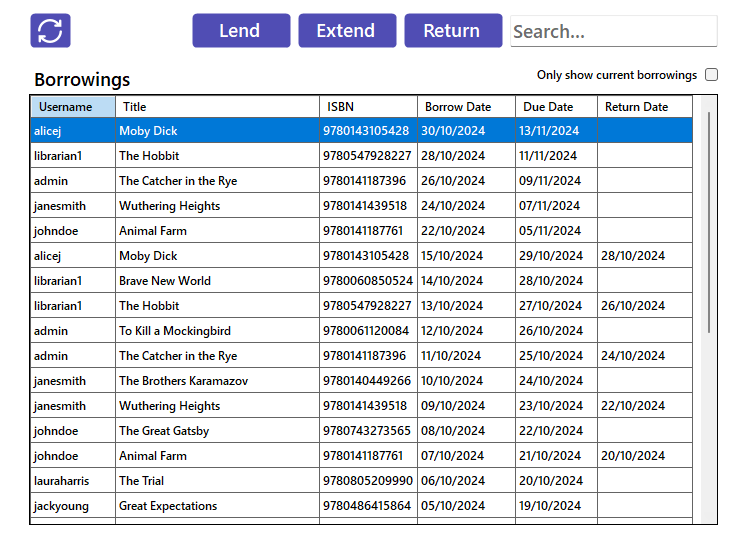 Lend Extend Return Search...
Borrowings Only show current borrowings
Username Title ISBN Borrow Date Due Date Return Date
alicej Moby Dick 9780143105428 30/10/2024 13/11/2024
librarian1 The Hobbit 9780547928227 28/10/2024 11/11/2024
admin The Catcher in the Rye 9780141187396 26/10/2024 09/11/2024
janesmith Wuthering Heights 9780141439518 24/10/2024 07/11/2024
johndoe Animal Farm 9780141187761 22/10/2024 05/11/2024
alicej Moby Dick 9780143105428 15/10/2024 29/10/2024 28/10/2024
librarian1 Brave New World 9780060850524 14/10/2024 28/10/2024
librarian1 The Hobbit 9780547928227 13/10/2024 27/10/2024 26/10/2024
admin To Kill a Mockingbird 9780061120084 12/10/2024 26/10/2024
admin The Catcher in the Rye 9780141187396 11/10/2024 25/10/2024 24/10/2024
janesmith The Brothers Karamazov 9780140449266 10/10/2024 24/10/2024
janesmith Wuthering Heights 9780141439518 09/10/2024 23/10/2024 22/10/2024
johndoe The Great Gatsby 9780743273565 08/10/2024 22/10/2024
johndoe Animal Farm 9780141187761 07/10/2024 21/10/2024 20/10/2024
lauraharris The Trial 9780805209990 06/10/2024 20/10/2024
jackyoung Great Expectations 9780486415864 05/10/2024 19/10/2024